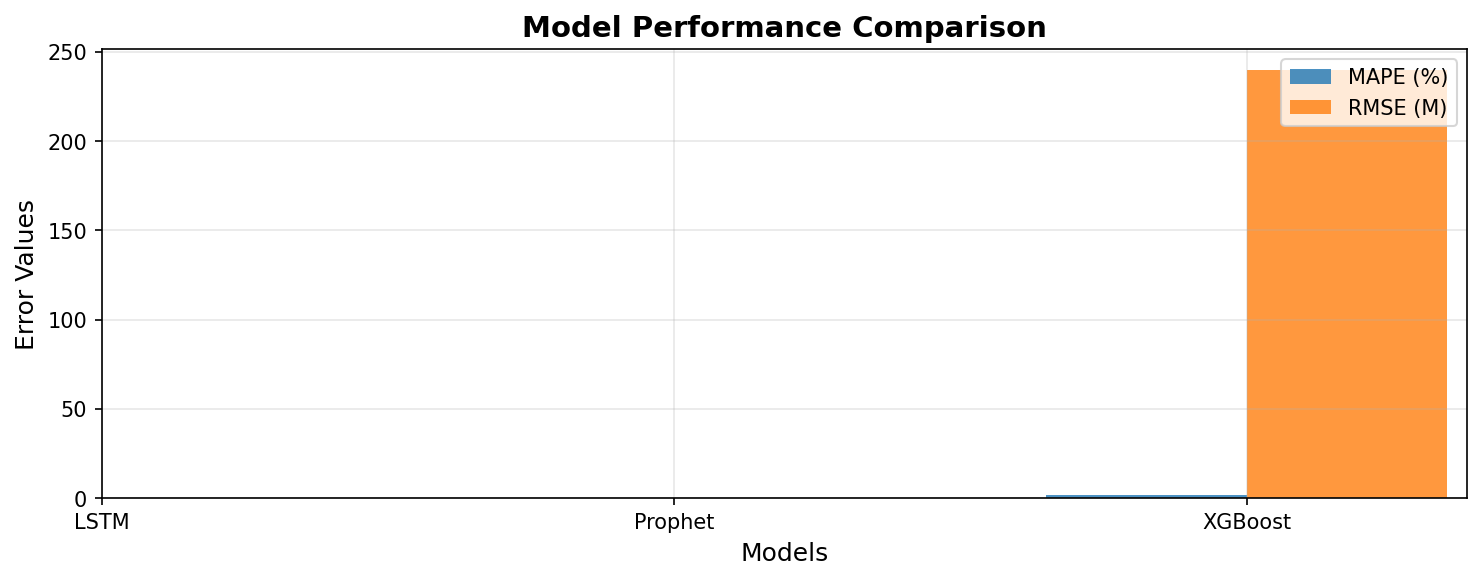 Model Performance Comparison
250
200
150
100
50
0
Error Values
MAPE (%)
RMSE (M)
LSTM Prophet XGBoost
Models